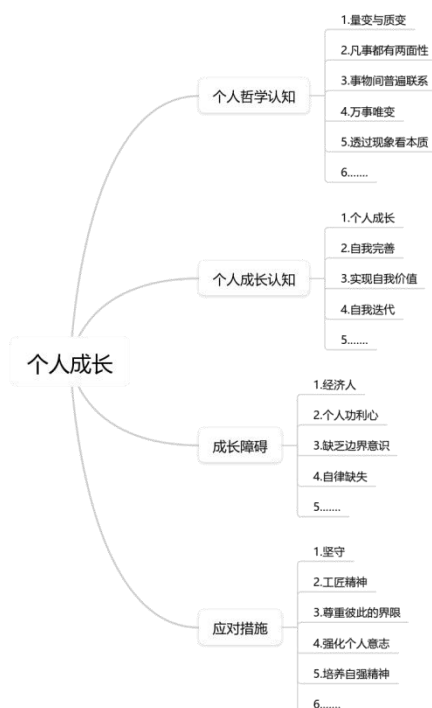 个人成长
个人哲学认知
1.量变与质变
2.凡事都有两面性
3.事物间普遍联系
4.万事唯变
5.透过现象看本质
6.......
个人成长认知
1.个人成长
2.自我完善
3.实现自我价值
4.自我迭代
5.......
成长障碍
1.经济人
2.个人功利心
3.缺乏边界意识
4.自律缺失
5.......
应对措施
1.坚守
2.工匠精神
3.尊重彼此的界限
4.强化个人意志
5.培养自强精神
6.......